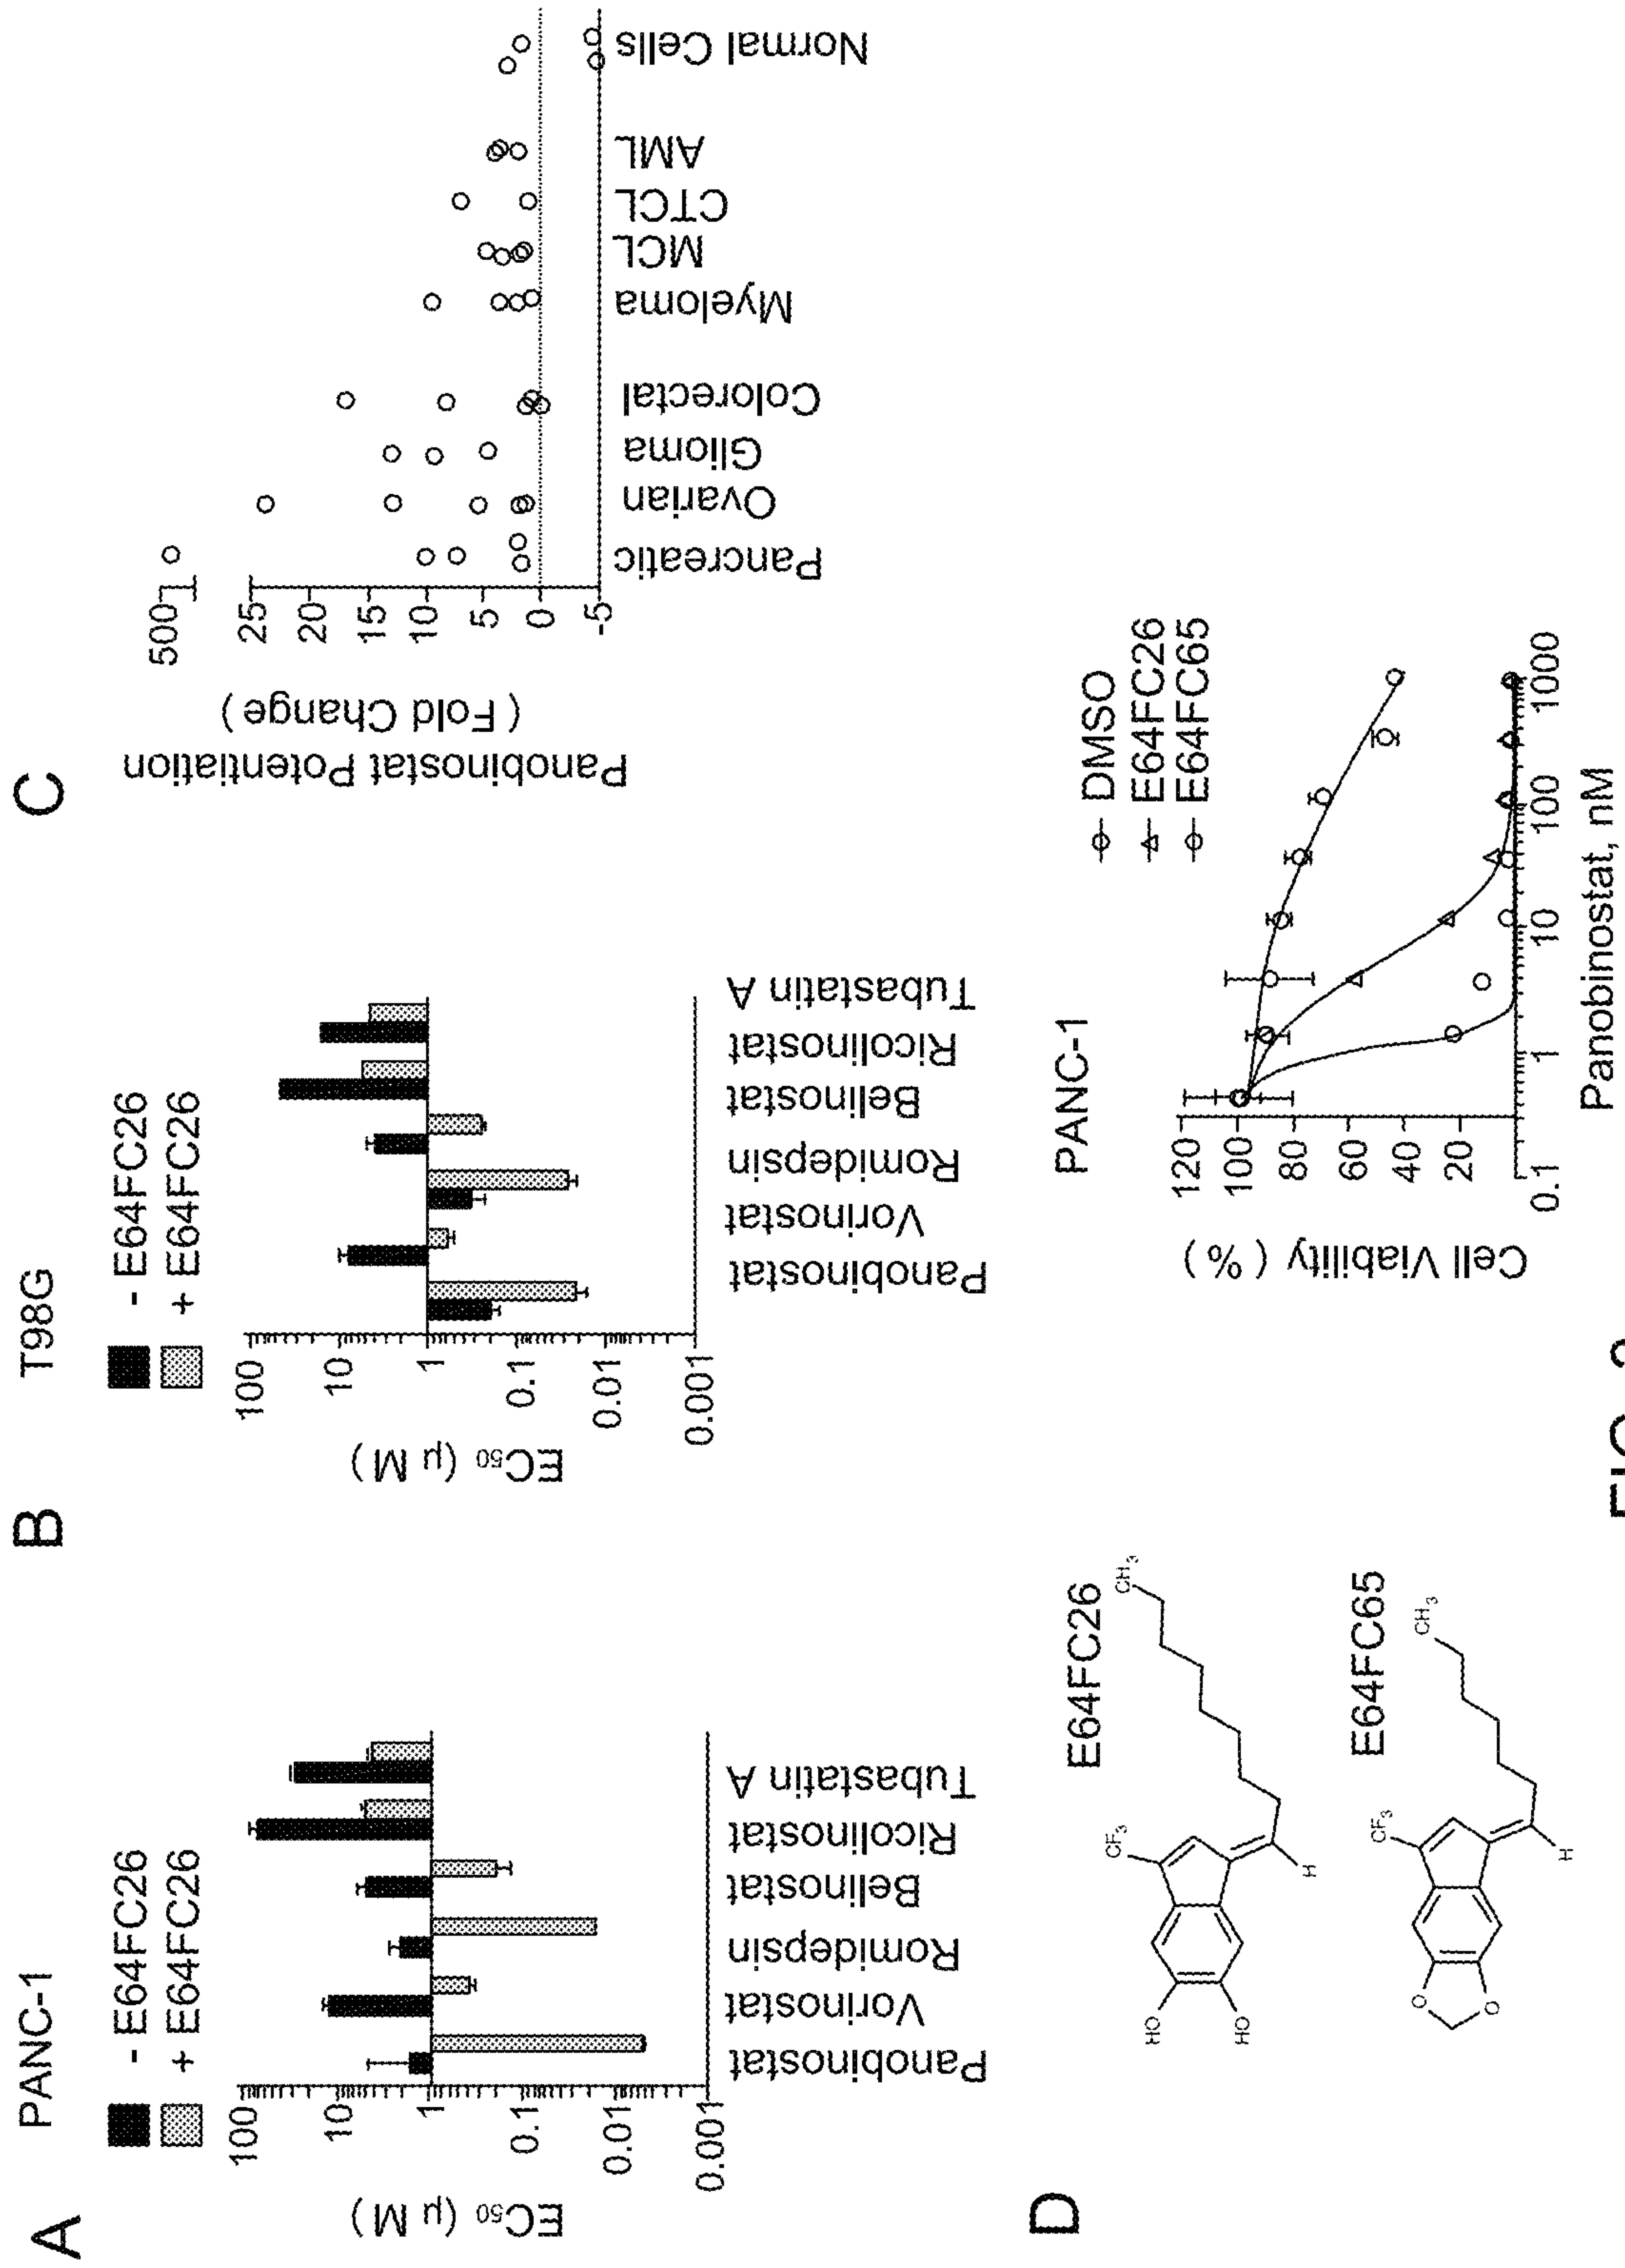 A
PANC-1
- E64FC26
+ E64FC26
EC₅₀ ( μ M )
100
10
1
0.1
0.01
0.001
Panobinostat
Vorinostat
Romidepsin
Belinostat
Ricolinostat
Tubastatin A
B
T98G
- E64FC26
+ E64FC26
EC₅₀ ( μ M )
100
10
1
0.1
0.01
0.001
Panobinostat
Vorinostat
Romidepsin
Belinostat
Ricolinostat
Tubastatin A
C
Panobinostat Potentiation
( Fold Change )
500
25
20
15
10
5
0
-5
Pancreatic
Ovarian
Glioma
Colorectal
Myeloma
MCL
CTCL
AML
Normal Cells
D
E64FC26
HO
HO
CF₃
H
CH₃
E64FC65
O
O
CF₃
H
CH₃
PANC-1
DMSO
E64FC26
E64FC65
Cell Viability ( % )
120
100
80
60
40
20
0.1
1
10
100
1000
Panobinostat, nM